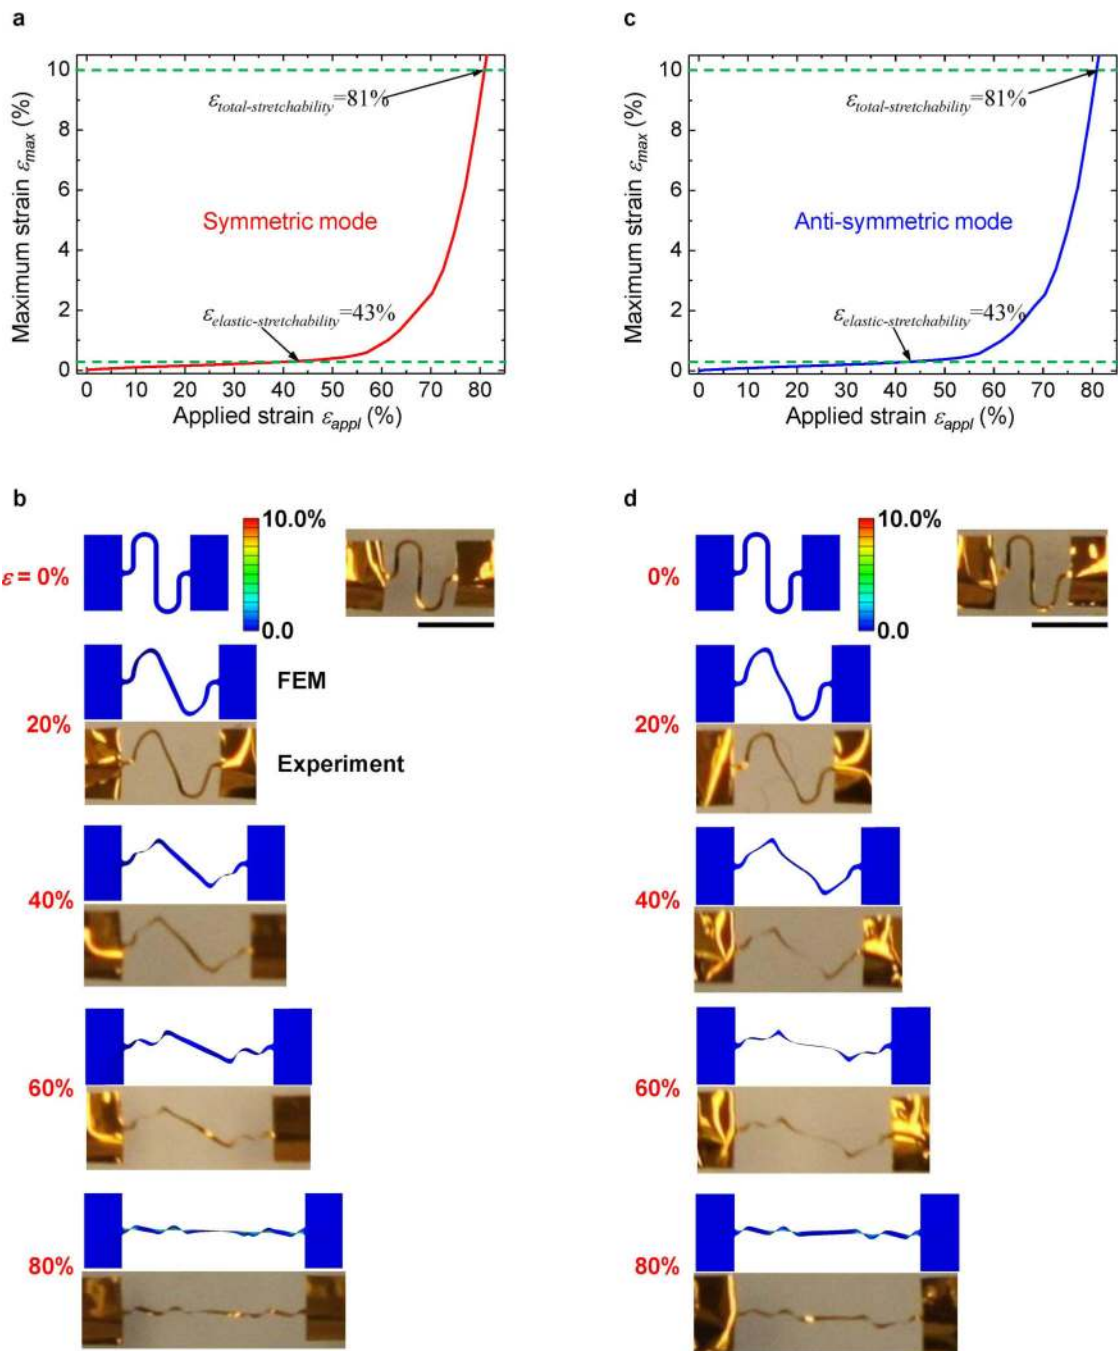 a
10
8
6
4
2
0
Maximum strain εmax (%)
εtotal-stretchability=81%
Symmetric mode
εelastic-stretchability=43%
0 10 20 30 40 50 60 70 80
Applied strain εappl (%)
c
10
8
6
4
2
0
Maximum strain εmax (%)
εtotal-stretchability=81%
Anti-symmetric mode
εelastic-stretchability=43%
0 10 20 30 40 50 60 70 80
Applied strain εappl (%)
b
ε = 0%
10.0%
0.0
20%
FEM
Experiment
40%
60%
80%
d
0%
10.0%
0.0
20%
40%
60%
80%